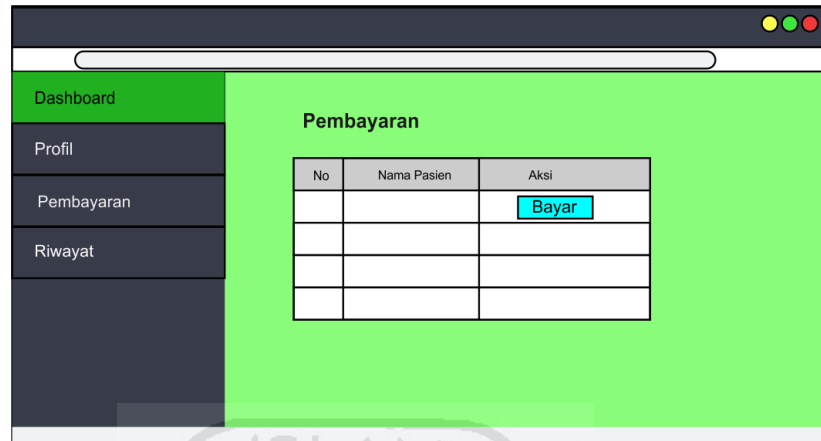 Dashboard
Profil
Pembayaran
Riwayat
Pembayaran
No Nama Pasien Aksi
Bayar